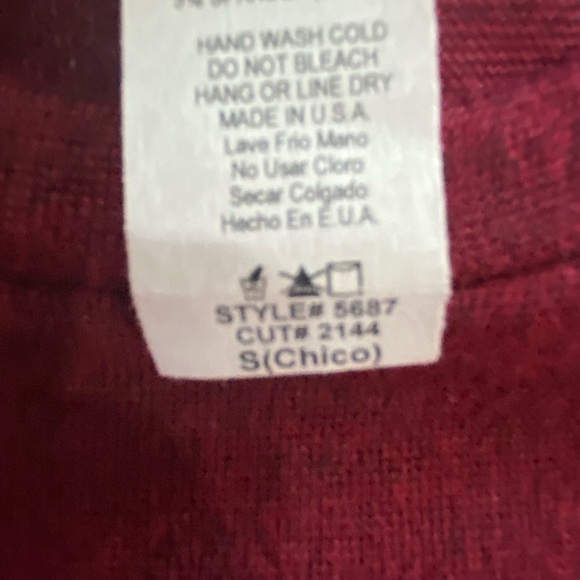 HAND WASH COLD
DO NOT BLEACH
HANG OR LINE DRY
MADE IN U.S.A.
Lave Frio Mano
No Usar Cloro
Secar Colgado
Hecho En E.U.A.
STYLE# 5687
CUT# 2144
S(Chico)